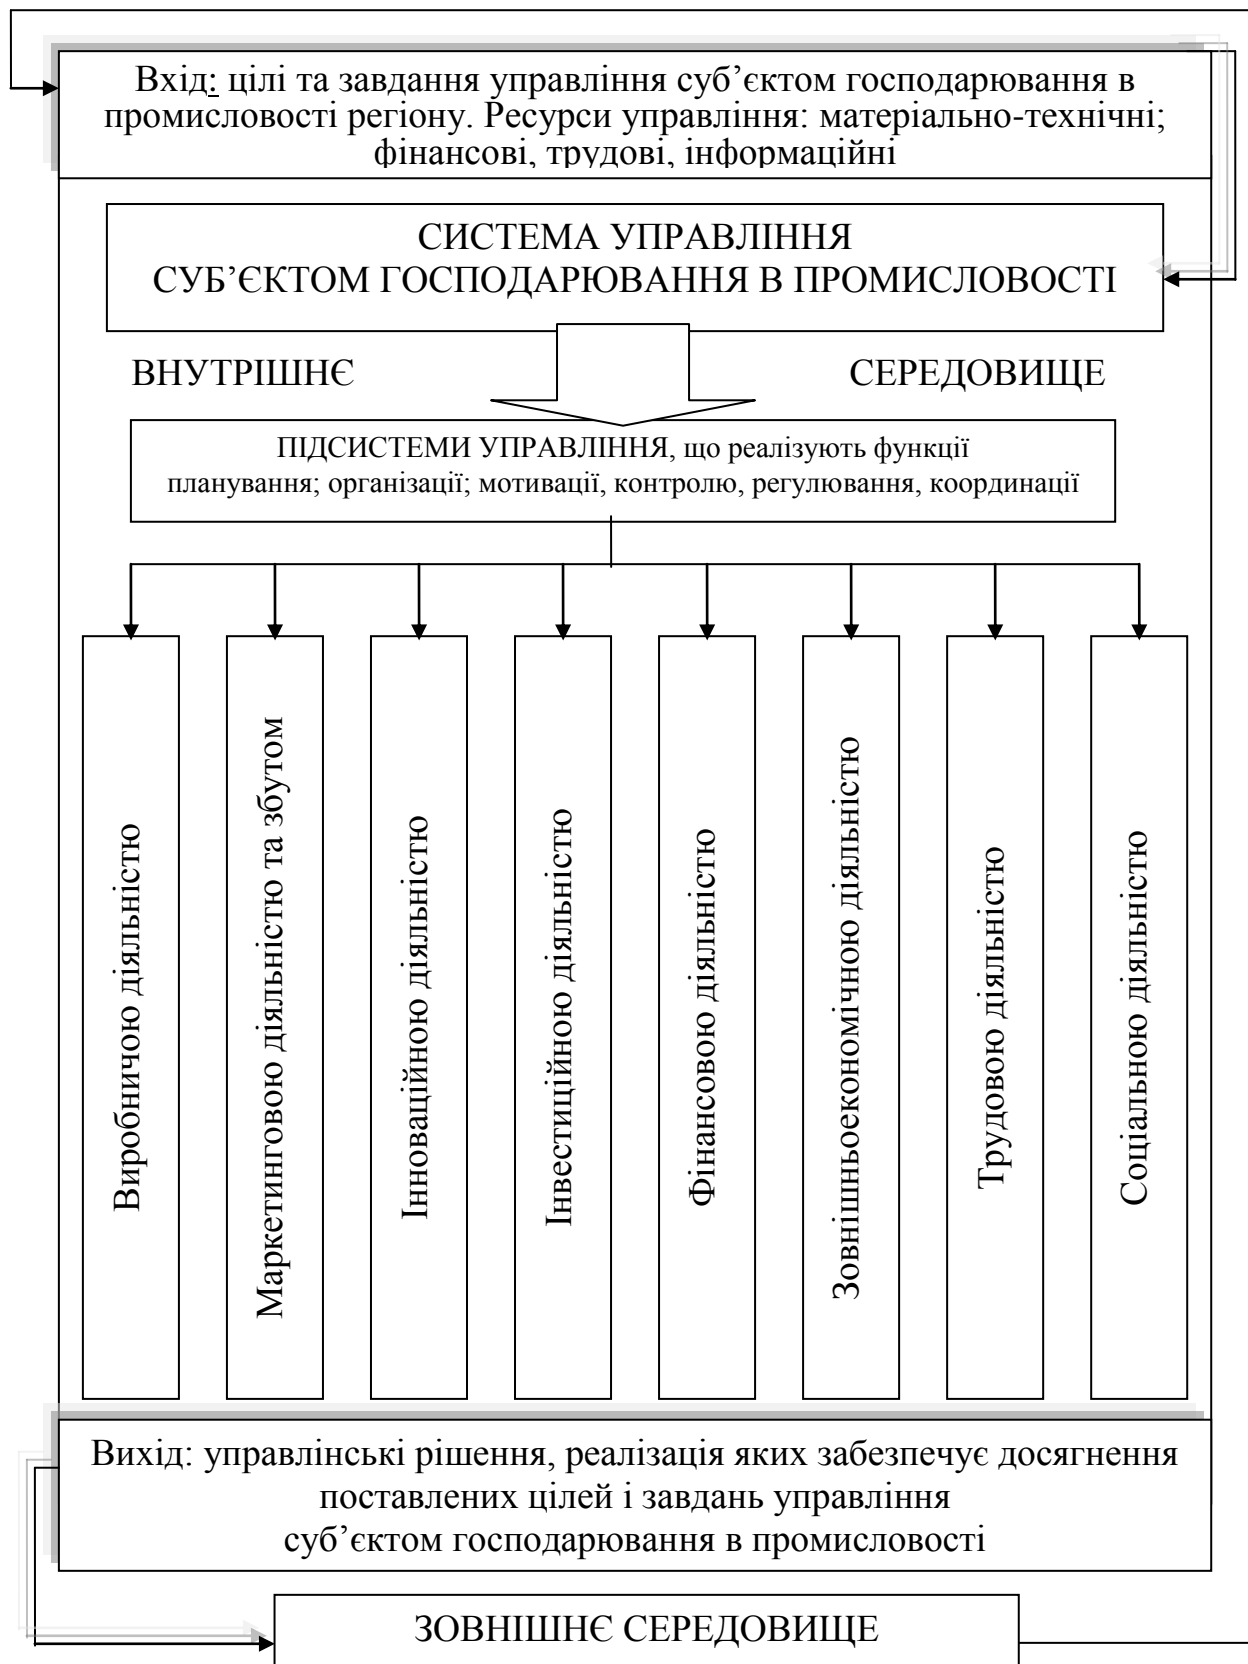 Вхід: цілі та завдання управління суб’єктом господарювання в
промисловості регіону. Ресурси управління: матеріально-технічні;
фінансові, трудові, інформаційні
СИСТЕМА УПРАВЛІННЯ
СУБ’ЄКТОМ ГОСПОДАРЮВАННЯ В ПРОМИСЛОВОСТІ
ВНУТРІШНЄ СЕРЕДОВИЩЕ
ПІДСИСТЕМИ УПРАВЛІННЯ, що реалізують функції
планування; організації; мотивації, контролю, регулювання, координації
Виробничою діяльністю
Маркетинговою діяльністю та збутом
Інноваційною діяльністю
Інвестиційною діяльністю
Фінансовою діяльністю
Зовнішньоекономічною діяльністю
Трудовою діяльністю
Соціальною діяльністю
Вихід: управлінські рішення, реалізація яких забезпечує досягнення
поставлених цілей і завдань управління
суб’єктом господарювання в промисловості
ЗОВНІШНЄ СЕРЕДОВИЩЕ